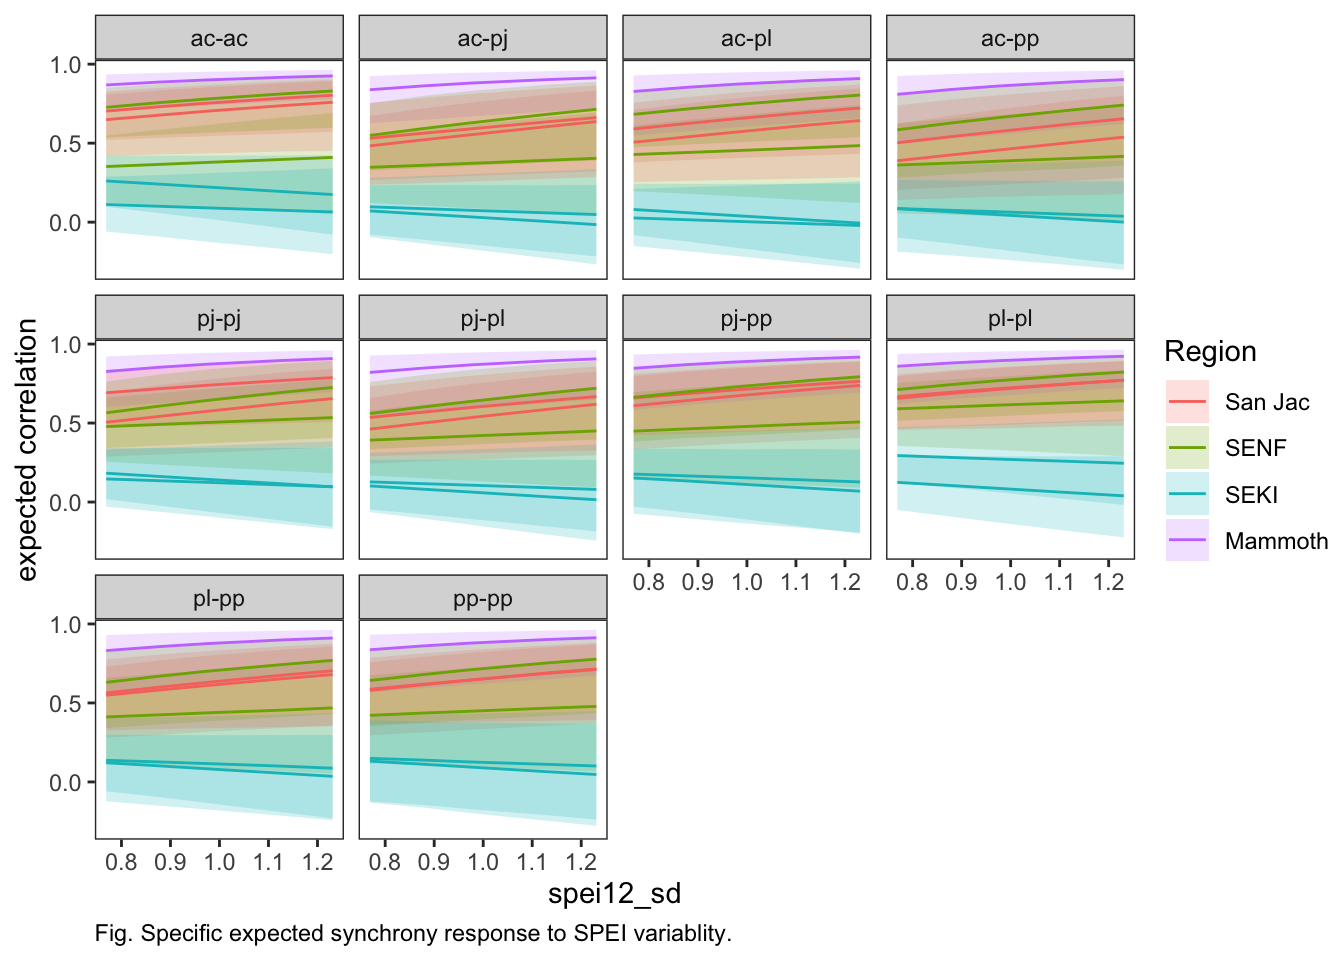 ac-ac ac-pj ac-pl ac-pp
1.0
0.5
0.0
pj-pj pj-pl pj-pp pl-pl
1.0
0.5
0.0
0.8 0.9 1.0 1.1 1.2 0.8 0.9 1.0 1.1 1.2
pl-pp pp-pp
1.0
0.5
0.0
0.8 0.9 1.0 1.1 1.2 0.8 0.9 1.0 1.1 1.2
expected correlation
spei12_sd
Region
San Jac
SENF
SEKI
Mammoth
Fig. Specific expected synchrony response to SPEI variablity.